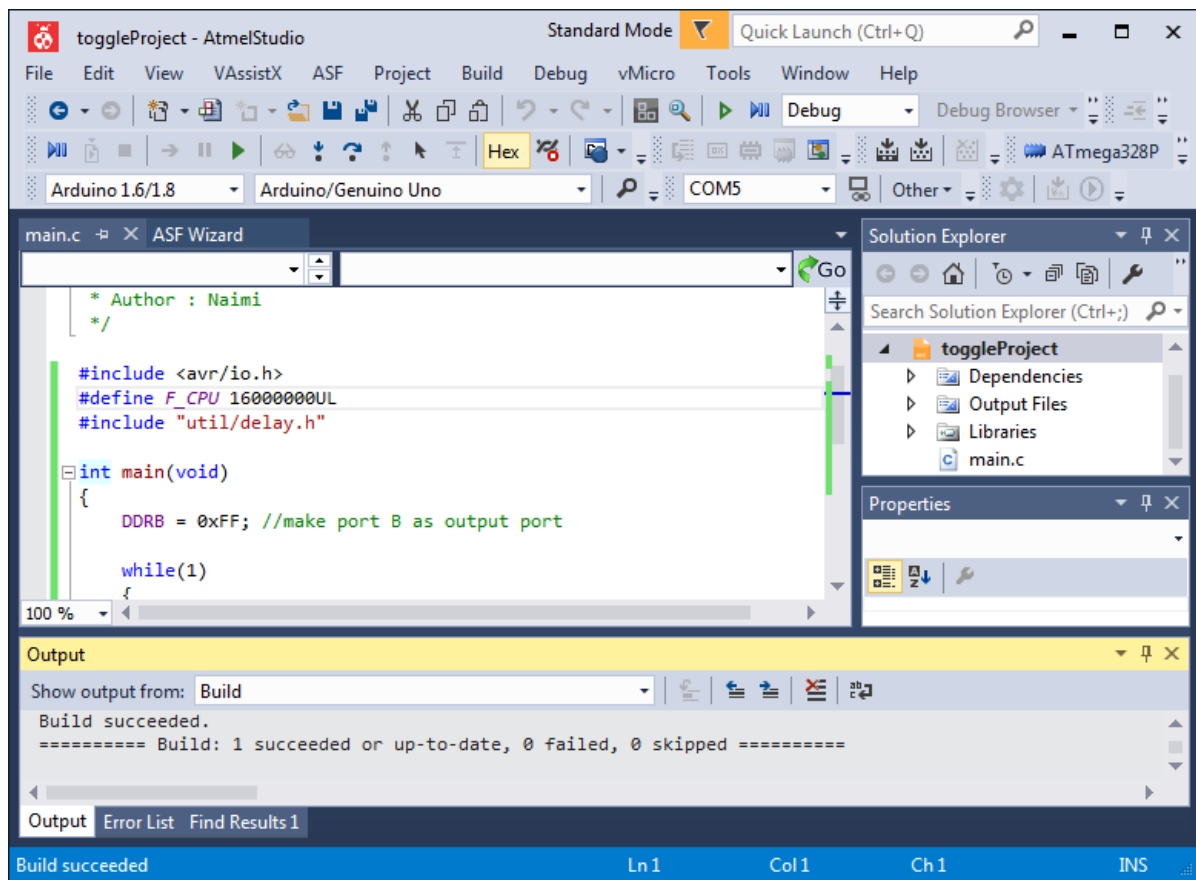 toggleProject - AtmelStudio Standard Mode Quick Launch (Ctrl+Q)
File Edit View VAssistX ASF Project Build Debug vMicro Tools Window Help
Debug Debug Browser
Hex ATmega328P
Arduino 1.6/1.8 Arduino/Genuino Uno COM5 Other
main.c ASF Wizard
Go
* Author : Naimi
*/
#include <avr/io.h>
#define F_CPU 16000000UL
#include "util/delay.h"
int main(void)
{
DDRB = 0xFF; //make port B as output port
while(1)
{
100 %
Solution Explorer
Search Solution Explorer (Ctrl+;)
toggleProject
Dependencies
Output Files
Libraries
main.c
Properties
Output
Show output from: Build
Build succeeded.
========== Build: 1 succeeded or up-to-date, 0 failed, 0 skipped ==========
Output Error List Find Results 1
Build succeeded Ln 1 Col 1 Ch 1 INS